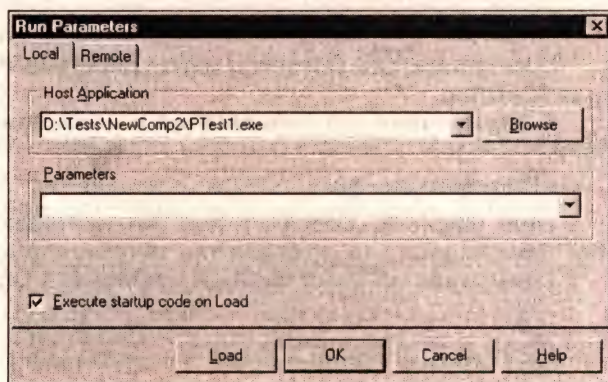 Run Parameters
Local Remote
Host Application
D:\Tests\NewComp2\PTest1.exe Browse
Parameters
Execute startup code on Load
Load OK Cancel Help